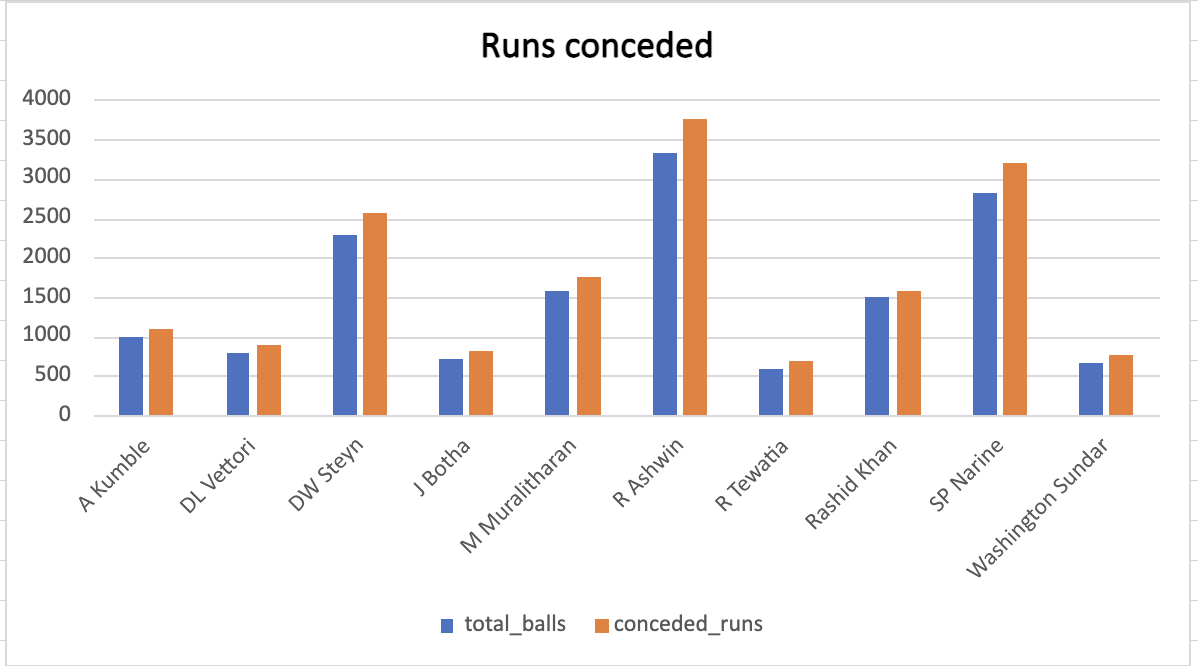 Runs conceded
4000
3500
3000
2500
2000
1500
1000
500
0
A Kumble
DL Vettori
DW Steyn
J Botha
M Muralitharan
R Ashwin
R Tewatia
Rashid Khan
SP Narine
Washington Sundar
total_balls conceded_runs